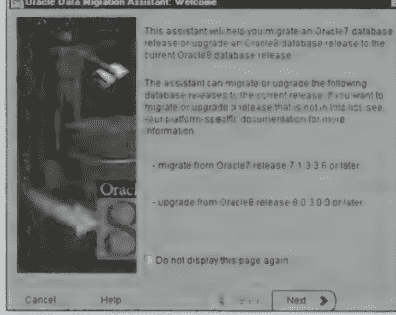 Oracle Data Migration Assistant: Welcome
This assistant will help you migrate an Oracle7 database
release or upgrade an Oracle8 database release to the
current Oracle8 database release.
The assistant can migrate or upgrade the following
database releases to the current release. If you want to
migrate or upgrade a release that is not in this list, see
your platform-specific documentation for more
information.
- migrate from Oracle7 release 7.1.3.3.6 or later
- upgrade from Oracle8 release 8.0.3.0.0 or later
Orac
8
Do not display this page again
Cancel
Help
Next